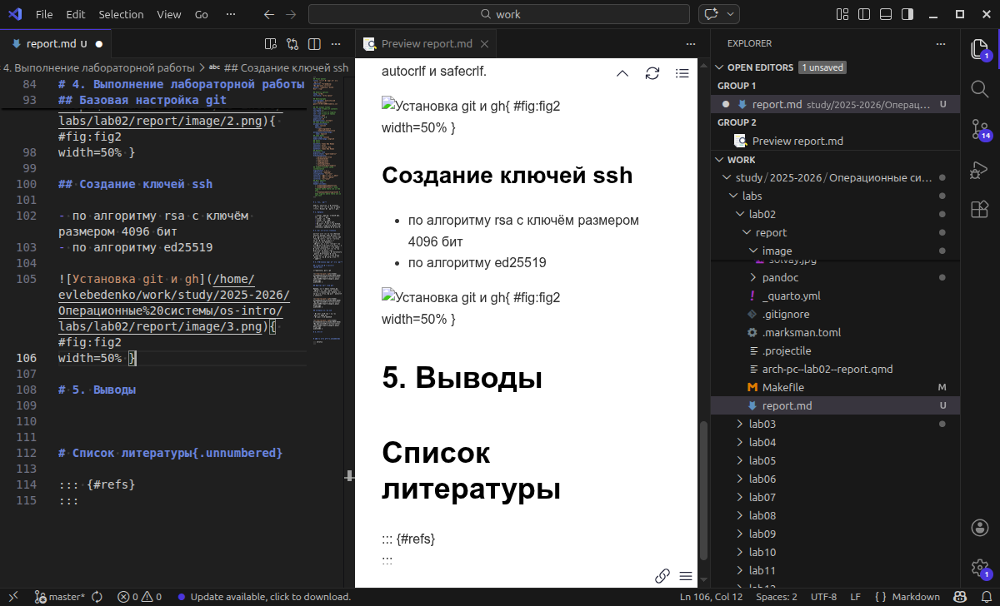 File Edit Selection View Go ··· work
report.md U
Preview report.md
EXPLORER
4. Выполнение лабораторной работы > ## Создание ключей ssh
84 # 4. Выполнение лабораторной работы
93 ## Базовая настройка git
labs/lab02/report/image/2.png){
#fig:fig2
98 width=50% }
99
100 ## Создание ключей ssh
101
102 - по алгоритму rsa с ключём
размером 4096 бит
103 - по алгоритму ed25519
104
105 ![Установка git и gh](/home/
evlebedenko/work/study/2025-2026/
Операционные%20системы/os-intro/
labs/lab02/report/image/3.png){
#fig:fig2
106 width=50% }
107
108 # 5. Выводы
109
110
111
112 # Список литературы{.unnumbered}
113
114 ::: {#refs}
115 :::
autocrlf и safecrlf.
Установка git и gh{ #fig:fig2
width=50% }
Создание ключей ssh
• по алгоритму rsa с ключём размером
4096 бит
• по алгоритму ed25519
Установка git и gh{ #fig:fig2
width=50% }
5. Выводы
Список
литературы
::: {#refs}
:::
OPEN EDITORS 1 unsaved
GROUP 1
report.md study/2025-2026/Операц... U
GROUP 2
Preview report.md
WORK
study/2025-2026/Операционные си...
labs
lab02
report
image
solvay.jpg
pandoc
_quarto.yml
.gitignore
.marksman.toml
.projectile
arch-pc--lab02--report.qmd
Makefile M
report.md U
lab03
lab04
lab05
lab06
lab07
lab08
lab09
lab10
lab11
lab12
1
14
1
master* 0 0 Update available, click to download. Ln 106, Col 12 Spaces: 2 UTF-8 LF { } Markdown